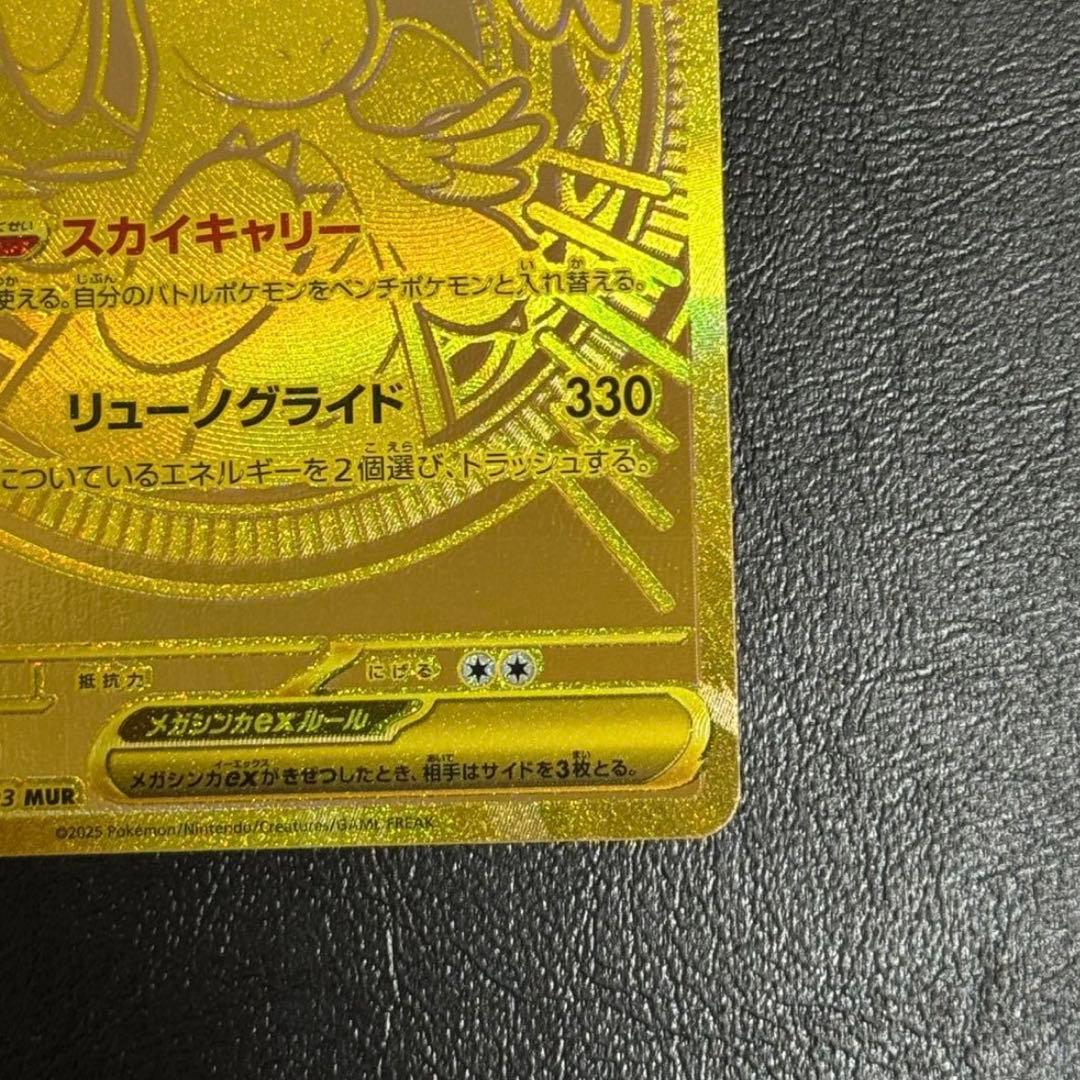 スカイキャリー
使える。自分のバトルポケモンをベンチポケモンと入れ替える。
リューノグライド 330
についているエネルギーを2個選び、トラッシュする。
抵抗力 にげる
メガシンカexルール
メガシンカexがきぜつしたとき、相手はサイドを3枚とる。
3 MUR
©2025 Pokémon/Nintendo/Creatures/GAME FREAK